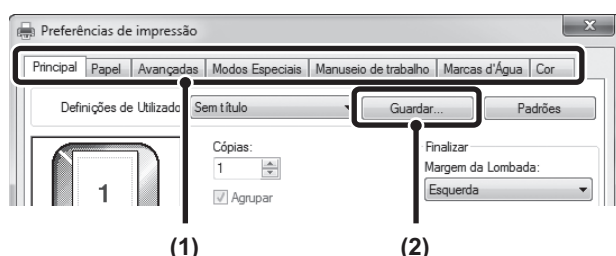 Preferências de impressão
Principal Papel Avançadas Modos Especiais Manuseio de trabalho Marcas d'Água Cor
Definições de Utilizado Sem título Guardar... Padrões
Cópias: Finalizar
1 Margem da Lombada:
1 Agrupar Esquerda
(1) (2)